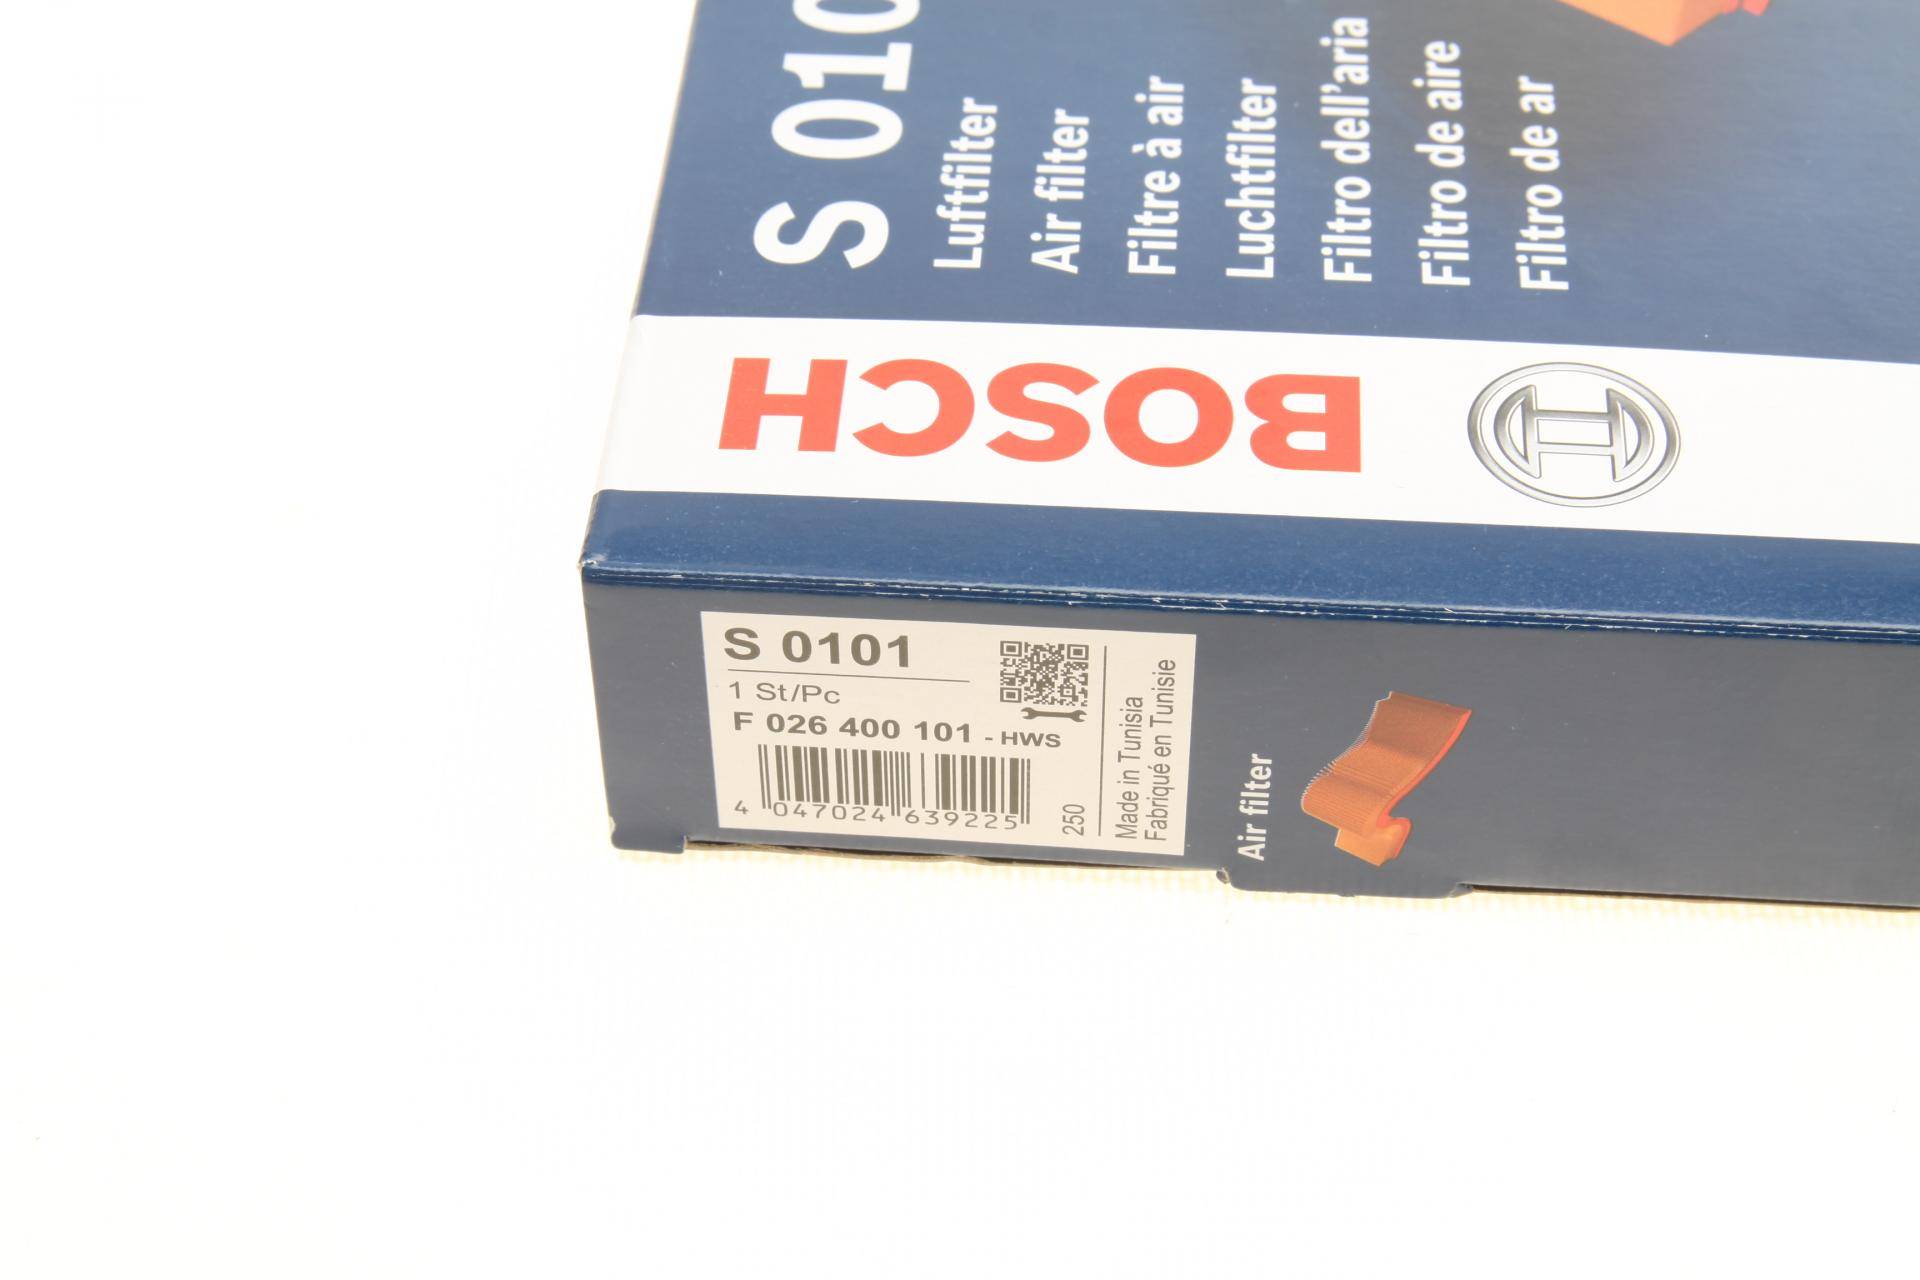 S 010
Luftfilter
Air filter
Filtre à air
Luchtfilter
Filtro dell'aria
Filtro de aire
Filtro de ar
BOSCH
S 0101
1 St/Pc
F 026 400 101 - HWS
4 047024 639225
250
Made in Tunisia
Fabriqué en Tunisie
Air filter